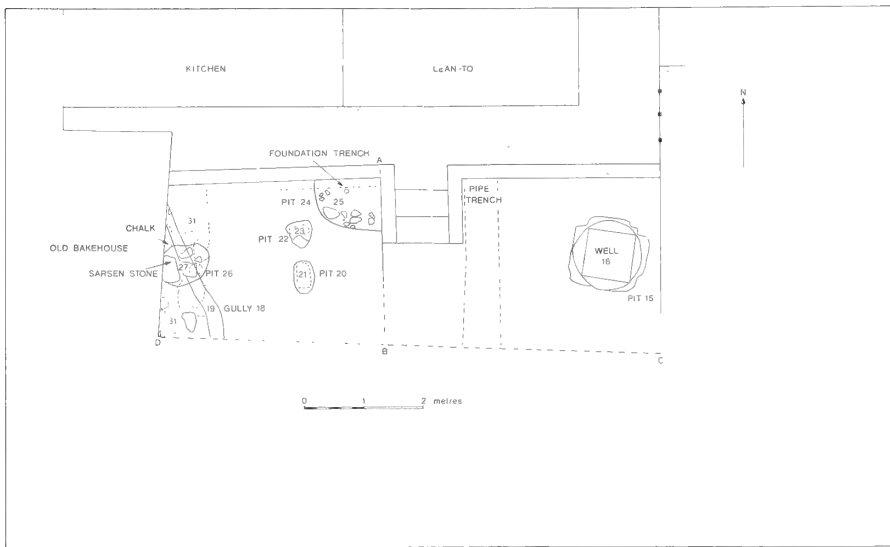 KITCHEN
LEAN-TO
N
FOUNDATION TRENCH
A
PIPE
TRENCH
PIT 24
25
31
CHALK
23
PIT 22
OLD BAKEHOUSE
WELL
16
SARSEN STONE
27
PIT 26
21
PIT 20
PIT 15
19
GULLY 18
31
D
B
C
0 1 2 metres